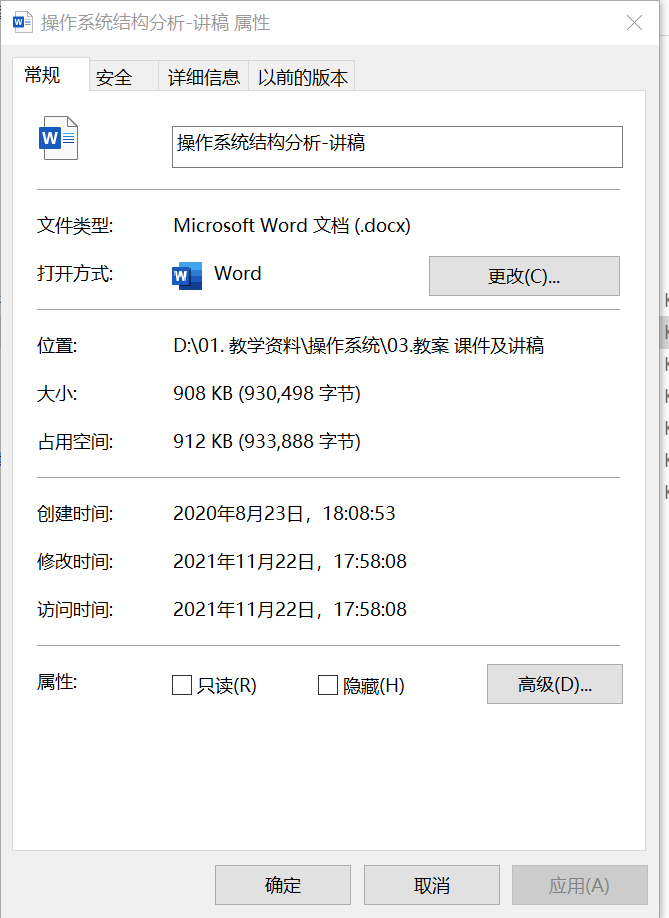 操作系统结构分析-讲稿 属性
常规 安全 详细信息 以前的版本
操作系统结构分析-讲稿
文件类型: Microsoft Word 文档 (.docx)
打开方式: Word 更改(C)...
位置: D:\01. 教学资料\操作系统\03.教案 课件及讲稿
大小: 908 KB (930,498 字节)
占用空间: 912 KB (933,888 字节)
创建时间: 2020年8月23日，18:08:53
修改时间: 2021年11月22日，17:58:08
访问时间: 2021年11月22日，17:58:08
属性: 只读(R) 隐藏(H) 高级(D)...
确定 取消 应用(A)